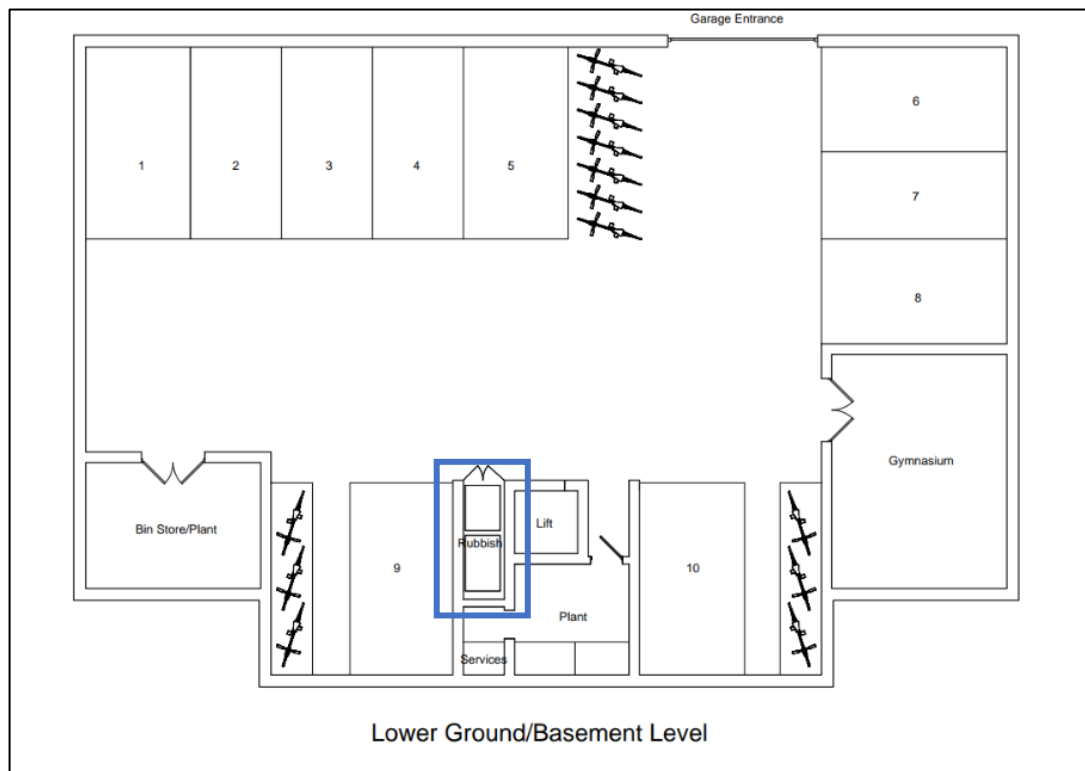 Garage Entrance
1
2
3
4
5
6
7
8
Gymnasium
Bin Store/Plant
Rubbish
Lift
9
10
Plant
Services
Lower Ground/Basement Level